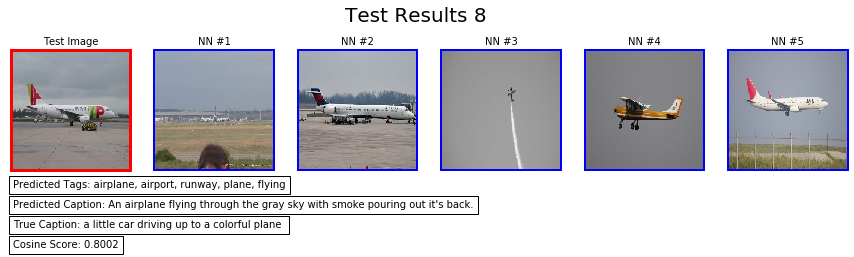 Test Results 8
Test Image
NN #1
NN #2
NN #3
NN #4
NN #5
Predicted Tags: airplane, airport, runway, plane, flying
Predicted Caption: An airplane flying through the gray sky with smoke pouring out it's back.
True Caption: a little car driving up to a colorful plane
Cosine Score: 0.8002